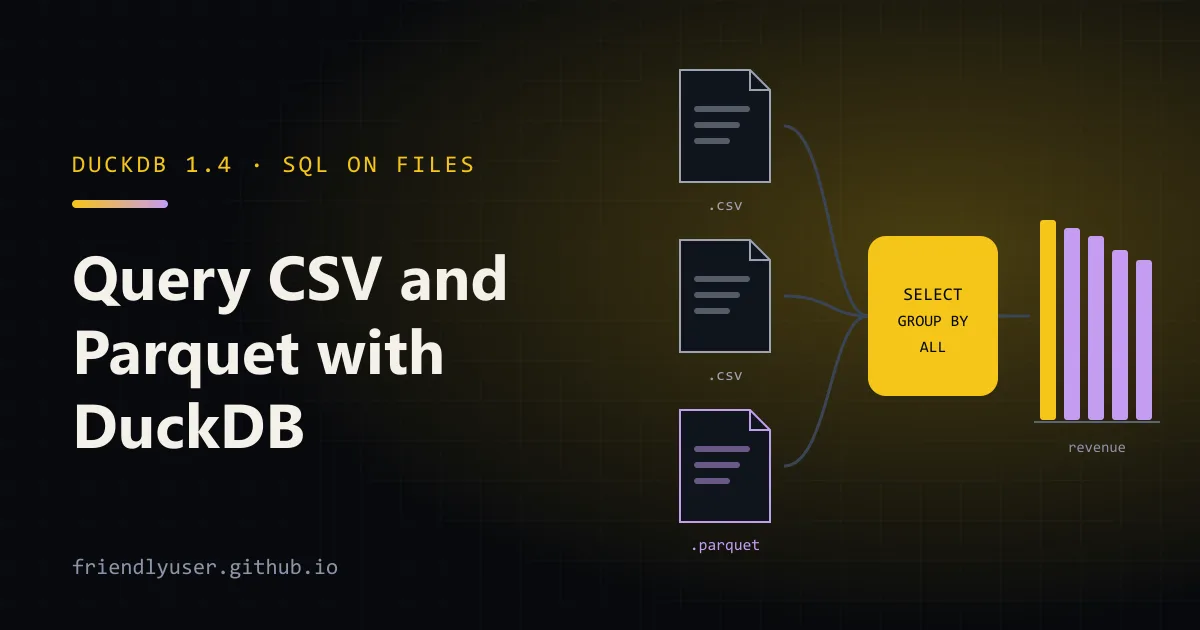 DUCKDB 1.4 · SQL ON FILES
Query CSV and
Parquet with
DuckDB
friendlyuser.github.io
.csv
.csv
.parquet
SELECT
GROUP BY
ALL
revenue